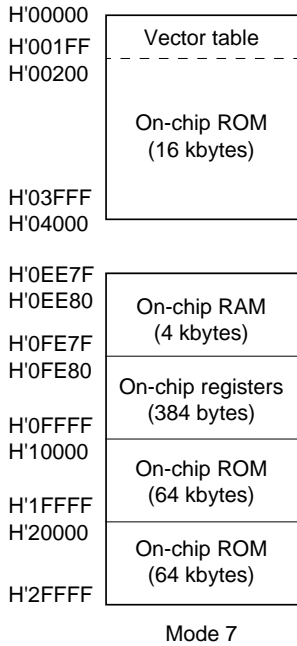 H'00000
Vector table
H'001FF
H'00200
On-chip ROM
(16 kbytes)
H'03FFF
H'04000
H'0EE7F
H'0EE80
On-chip RAM
(4 kbytes)
H'0FE7F
H'0FE80
On-chip registers
(384 bytes)
H'0FFFF
H'10000
On-chip ROM
(64 kbytes)
H'1FFFF
H'20000
On-chip ROM
(64 kbytes)
H'2FFFF
Mode 7